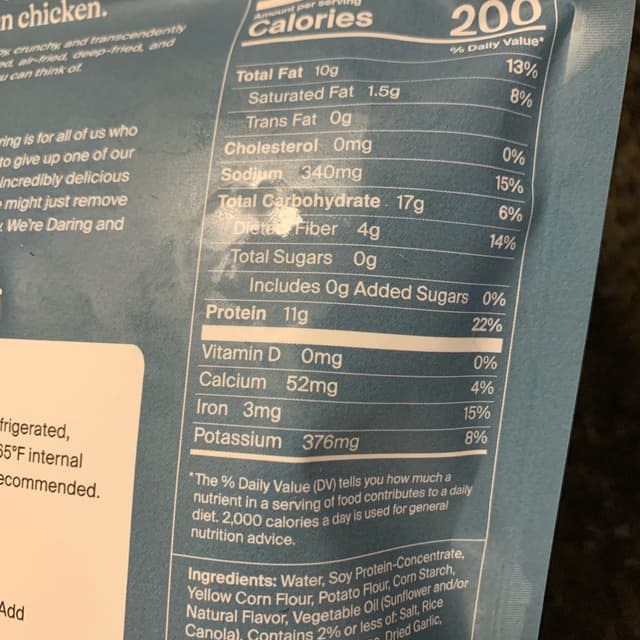 n chicken.
crunchy, and transcendently
ed, air-fried, deep-fried, and
u can think of.
ring is for all of us who
to give up one of our
incredibly delicious
might just remove
We're Daring and
frigerated,
65°F internal
ecommended.
Add
Amount per serving
Calories 200
% Daily Value*
Total Fat 10g 13%
Saturated Fat 1.5g 8%
Trans Fat 0g
Cholesterol 0mg 0%
Sodium 340mg 15%
Total Carbohydrate 17g 6%
Dietary Fiber 4g 14%
Total Sugars 0g
Includes 0g Added Sugars 0%
Protein 11g 22%
Vitamin D 0mg 0%
Calcium 52mg 4%
Iron 3mg 15%
Potassium 376mg 8%
*The % Daily Value (DV) tells you how much a
nutrient in a serving of food contributes to a daily
diet. 2,000 calories a day is used for general
nutrition advice.
Ingredients: Water, Soy Protein-Concentrate,
Yellow Corn Flour, Potato Flour, Corn Starch,
Natural Flavor, Vegetable Oil (Sunflower and/or
Canola). Contains 2% or less of: Salt, Rice
Dried Garlic,